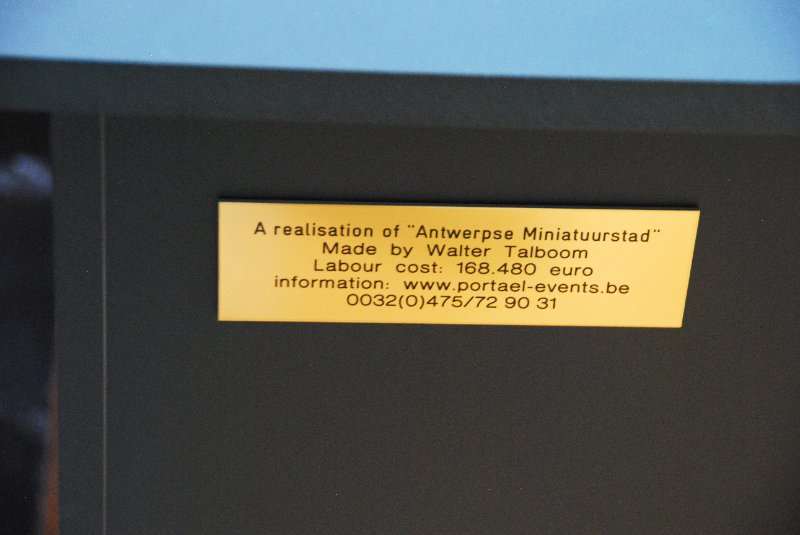 A realisation of "Antwerpse Miniatuurstad"
Made by Walter Talboom
Labour cost: 168.480 euro
information: www.portael-events.be
0032(0)475/72 90 31